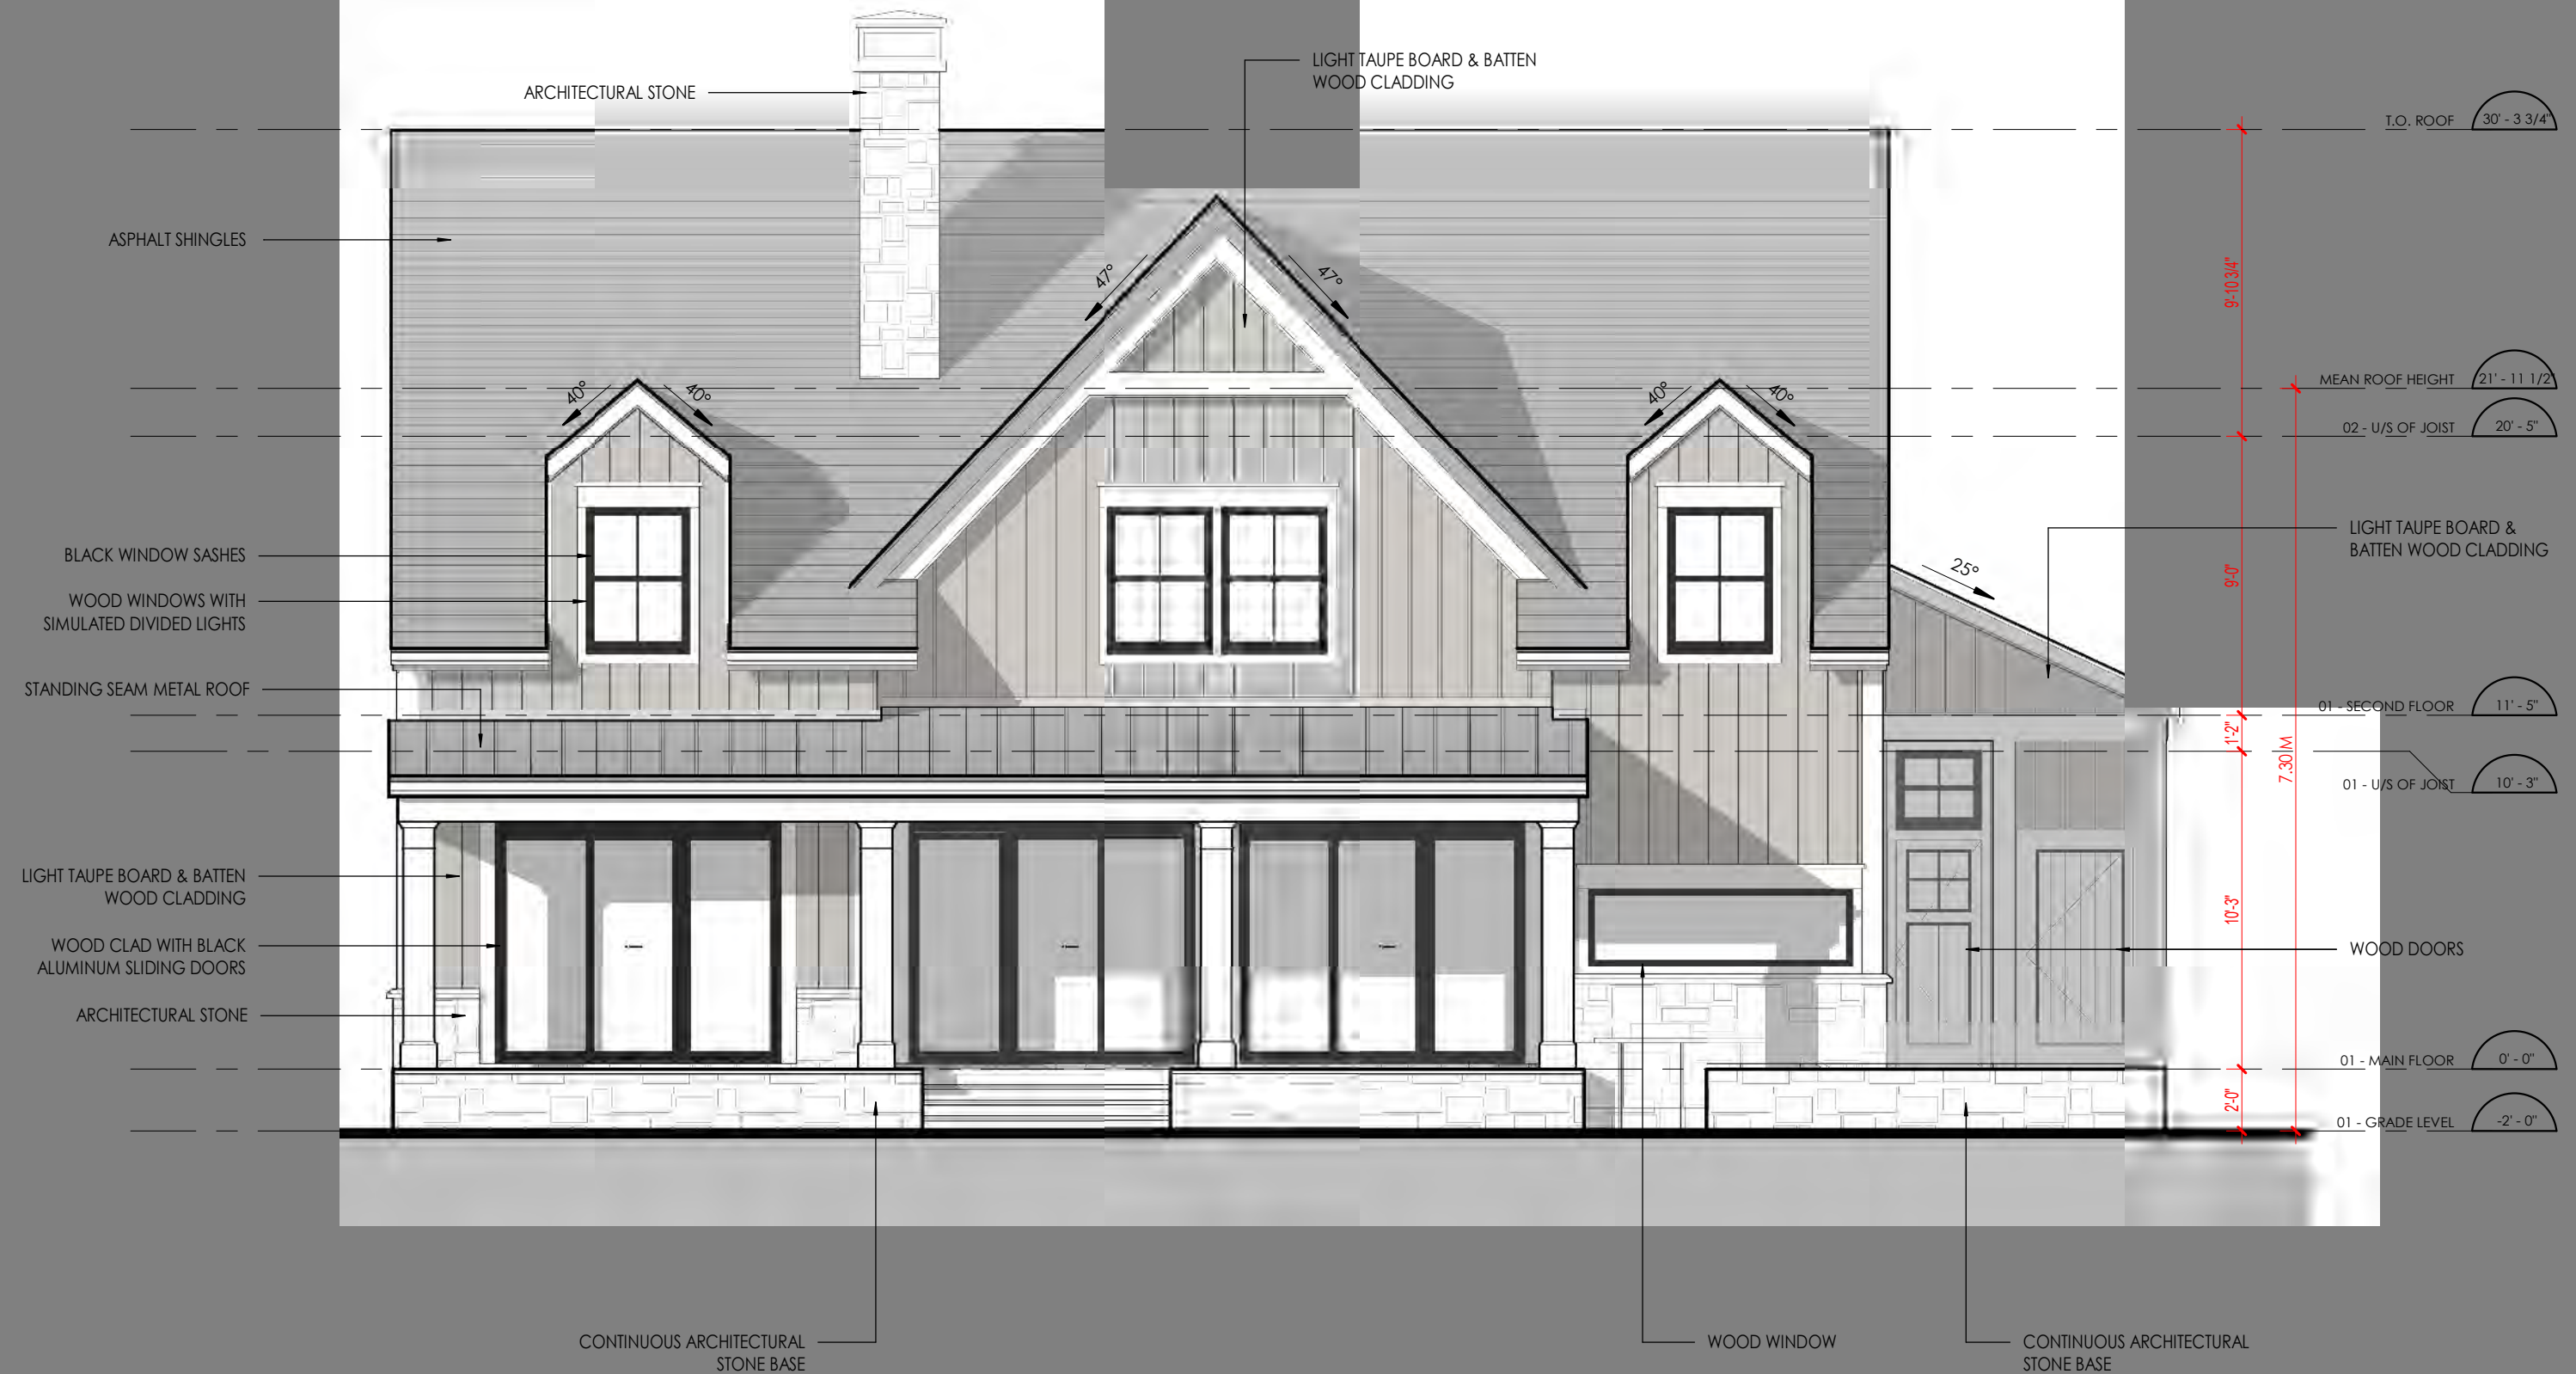 LIGHT TAUPE BOARD & BATTEN
WOOD CLADDING
ARCHITECTURAL STONE
T.O. ROOF
30' - 3 3/4"
ASPHALT SHINGLES
47°
47°
9'-10 3/4"
40°
40°
40°
40°
MEAN ROOF HEIGHT
21' - 11 1/2"
02 - U/S OF JOIST
20' - 5"
BLACK WINDOW SASHES
WOOD WINDOWS WITH
SIMULATED DIVIDED LIGHTS
25°
LIGHT TAUPE BOARD &
BATTEN WOOD CLADDING
9'-0"
STANDING SEAM METAL ROOF
01 - SECOND FLOOR
11' - 5"
1'-2"
7.30 M
01 - U/S OF JOIST
10' - 3"
LIGHT TAUPE BOARD & BATTEN
WOOD CLADDING
10'-3"
WOOD CLAD WITH BLACK
ALUMINUM SLIDING DOORS
WOOD DOORS
ARCHITECTURAL STONE
01 - MAIN FLOOR
0' - 0"
2'-0"
01 - GRADE LEVEL
-2' - 0"
CONTINUOUS ARCHITECTURAL
STONE BASE
WOOD WINDOW
CONTINUOUS ARCHITECTURAL
STONE BASE